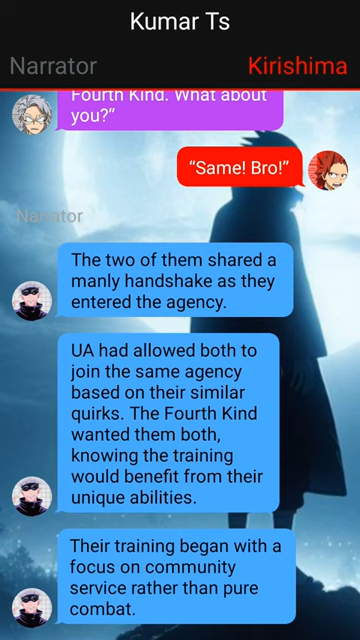 Kumar Ts
Narrator
Kirishima
Fourth Kind. What about
you?”
“Same! Bro!”
Narrator
The two of them shared a
manly handshake as they
entered the agency.
UA had allowed both to
join the same agency
based on their similar
quirks. The Fourth Kind
wanted them both,
knowing the training
would benefit from their
unique abilities.
Their training began with a
focus on community
service rather than pure
combat.